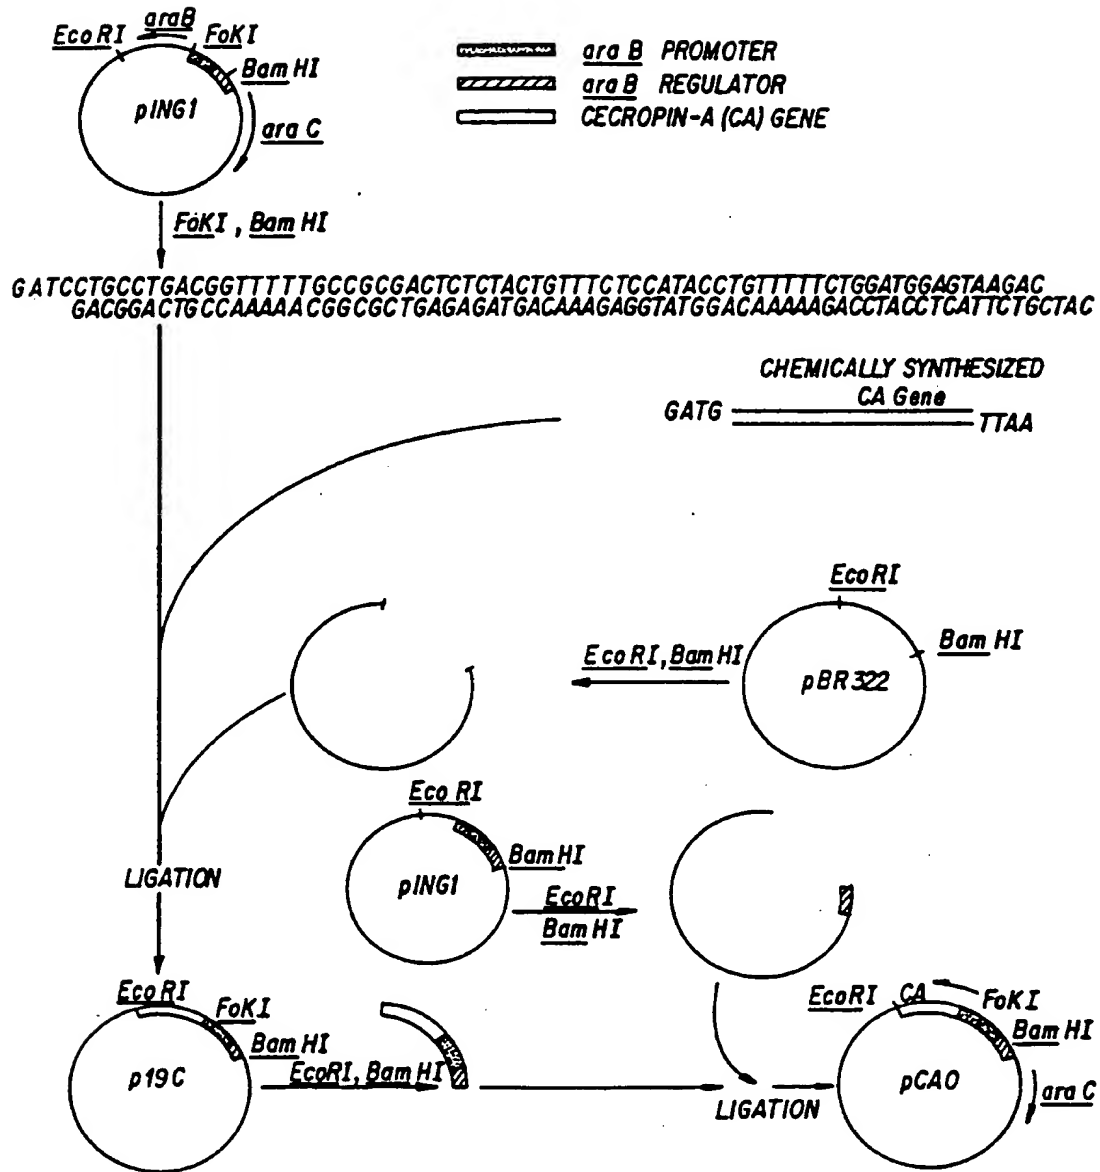 EcoRI
araB
FoKI
BamHI
pING1
araC
araB PROMOTER
araB REGULATOR
CECROPIN-A (CA) GENE
FoKI, BamHI
GATCCTGCCTGACGGTTTTTGCCGCGACTCTCTACTGTTTCTCCATACCTGTTTTTCTGGATGGAGTAAGAC
GACGGACTGCCAAAAACGGCGCTGAGAGATGACAAAGAGGTATGGACAAAAAGACCTACCTCATTCTGCTAC
CHEMICALLY SYNTHESIZED
CA Gene
GATG
TTAA
EcoRI
BamHI
EcoRI, BamHI
pBR322
EcoRI
BamHI
pING1
EcoRI
BamHI
LIGATION
EcoRI
FoKI
BamHI
p19C
EcoRI, BamHI
LIGATION
EcoRI
CA
FoKI
BamHI
pCAO
araC